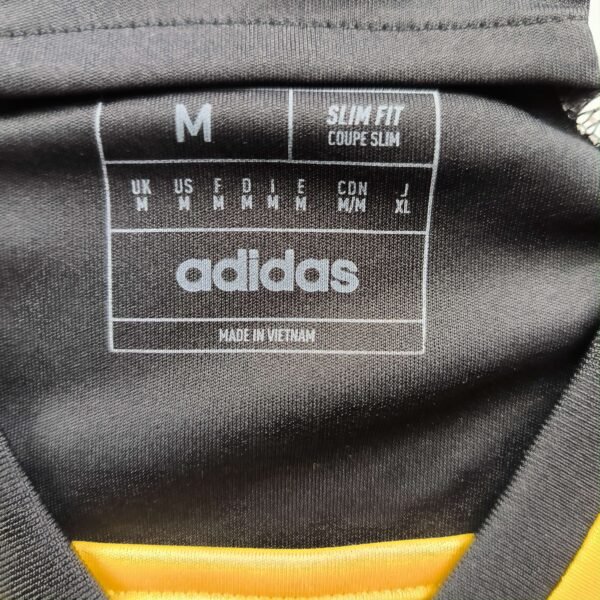 M
SLIM FIT
COUPE SLIM
UK US F D I E CDN J
M M M M M M M/M XL
adidas
MADE IN VIETNAM